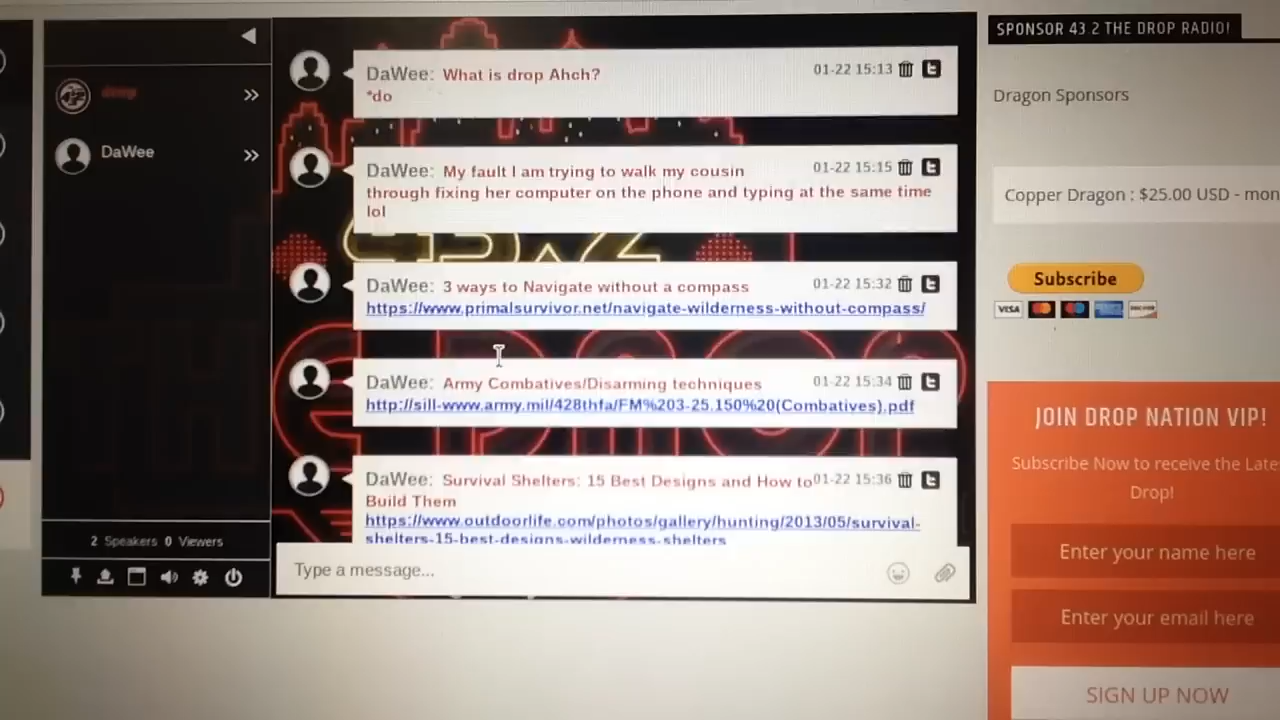 SPONSOR 43.2 THE DROP RADIO!
DaWee: What is drop Ahch?
01-22 15:13
*do
Dragon Sponsors
DaWee
DaWee: My fault I am trying to walk my cousin
01-22 15:15
through fixing her computer on the phone and typing at the same time
lol
Copper Dragon : $25.00 USD - mon
DaWee: 3 ways to Navigate without a compass
01-22 15:32
https://www.primalsurvivor.net/navigate-wilderness-without-compass/
Subscribe
VISA
DaWee: Army Combatives/Disarming techniques
01-22 15:34
http://sill-www.army.mil/428thfa/FM%203-25.150%20(Combatives).pdf
JOIN DROP NATION VIP!
Subscribe Now to receive the Late
Drop!
DaWee: Survival Shelters: 15 Best Designs and How to
01-22 15:36
Build Them
https://www.outdoorlife.com/photos/gallery/hunting/2013/05/survival-
shelters-15-best-designs-wilderness-shelters
2 Speakers 0 Viewers
Type a message...
Enter your name here
Enter your email here
SIGN UP NOW